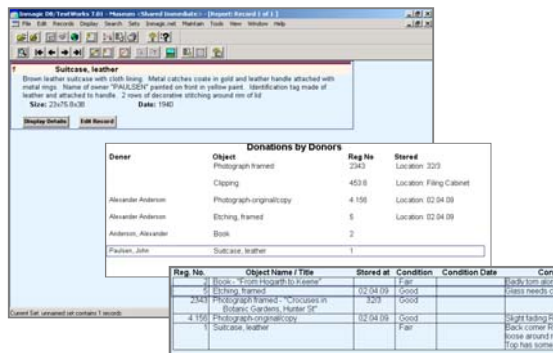 Inmagic DB/TextWorks 7.01 - Museum <Shared Immediate> - [Report: Record 1 of 1]
File Edit Records Display Search Sets Inmagic.net Maintain Tools View Window Help
1 Suitcase, leather
Brown leather suitcase with cloth lining. Metal catches coate in gold and leather handle attached with
metal rings. Name of owner "PAULSEN" painted on front in yellow paint. Identification tag made of
leather and attached to handle. 2 rows of decorative stitching around rim of lid
Size: 23x75.8x38 Date: 1940
Display Details Edit Record
Donations by Donors
Donor Object Reg No Stored
Photograph framed 2343 Location: 32/3
Clipping 453.6 Location: Filing Cabinet
Alexander Anderson Photograph-original/copy 4.156 Location: 02.04.09
Alexander Anderson Etching, framed 5 Location: 02.04.09
Anderson, Alexander Book 2
Paulsen, John Suitcase, leather 1
Reg. No. Object Name / Title Stored at Condition Condition Date Con
2 Book - "From Hogarth to Keene" Fair Badly torn alon
5 Etching, framed 02.04.09 Good Glass needs c
2343 Photograph framed - "Crocuses in 32/3 Good
Botanic Gardens, Hunter St"
4.156 Photograph-original/copy 02.04.09 Good Slight fading R
1 Suitcase, leather Fair Back corner R
loose around r
Top has some
Current Set: unnamed set contains 1 records